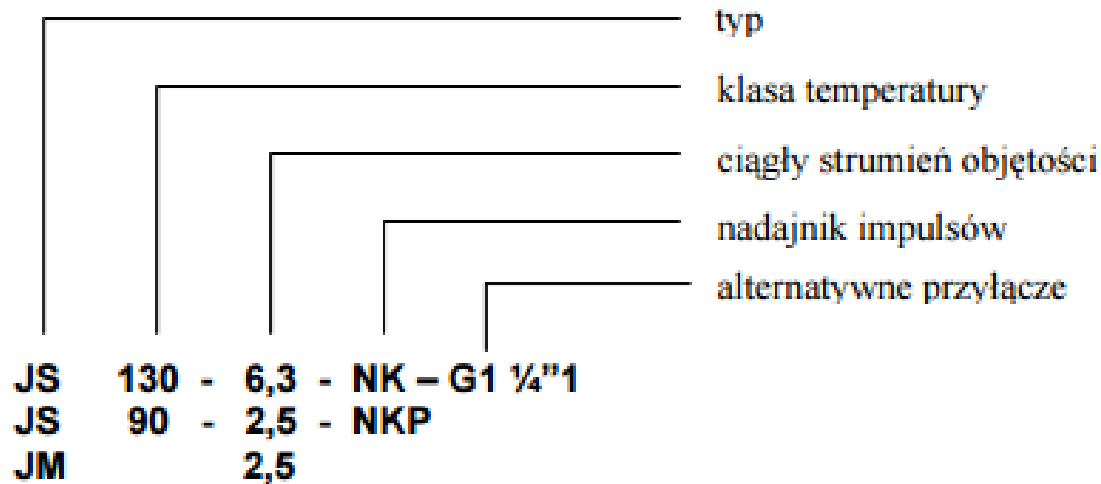 typ
klasa temperatury
ciągły strumień objętości
nadajnik impulsów
alternatywne przyłącze
JS 130 - 6,3 - NK – G1 ¼”1
JS 90 - 2,5 - NKP
JM 2,5